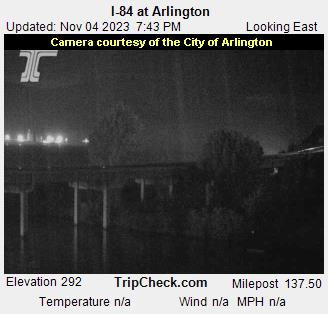 I-84 at Arlington
Updated: Nov 04 2023 7:43 PM Looking East
Camera courtesy of the City of Arlington
Elevation 292 TripCheck.com Milepost 137.50
Temperature n/a Wind n/a MPH n/a